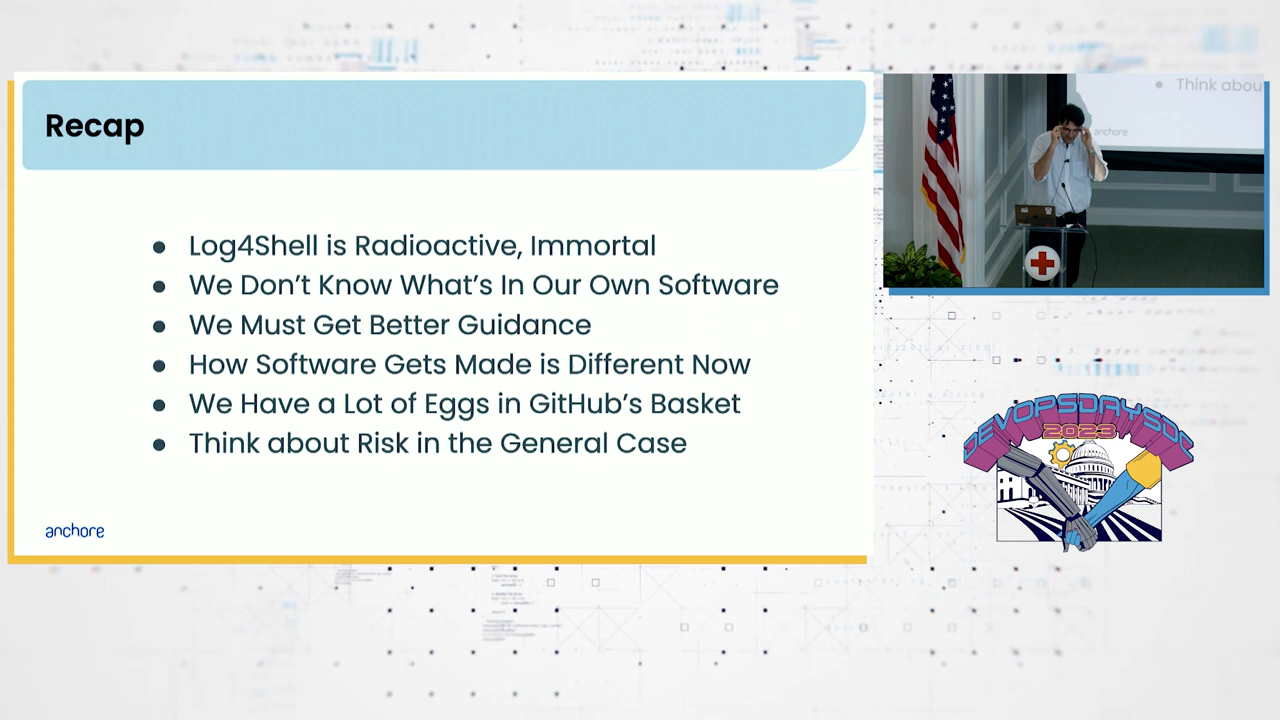 Recap
Log4Shell is Radioactive, Immortal
We Don't Know What's In Our Own Software
We Must Get Better Guidance
How Software Gets Made is Different Now
We Have a Lot of Eggs in GitHub's Basket
Think about Risk in the General Case
anchore
Think abou
anchore
DEVOPSDAYSDC
2023